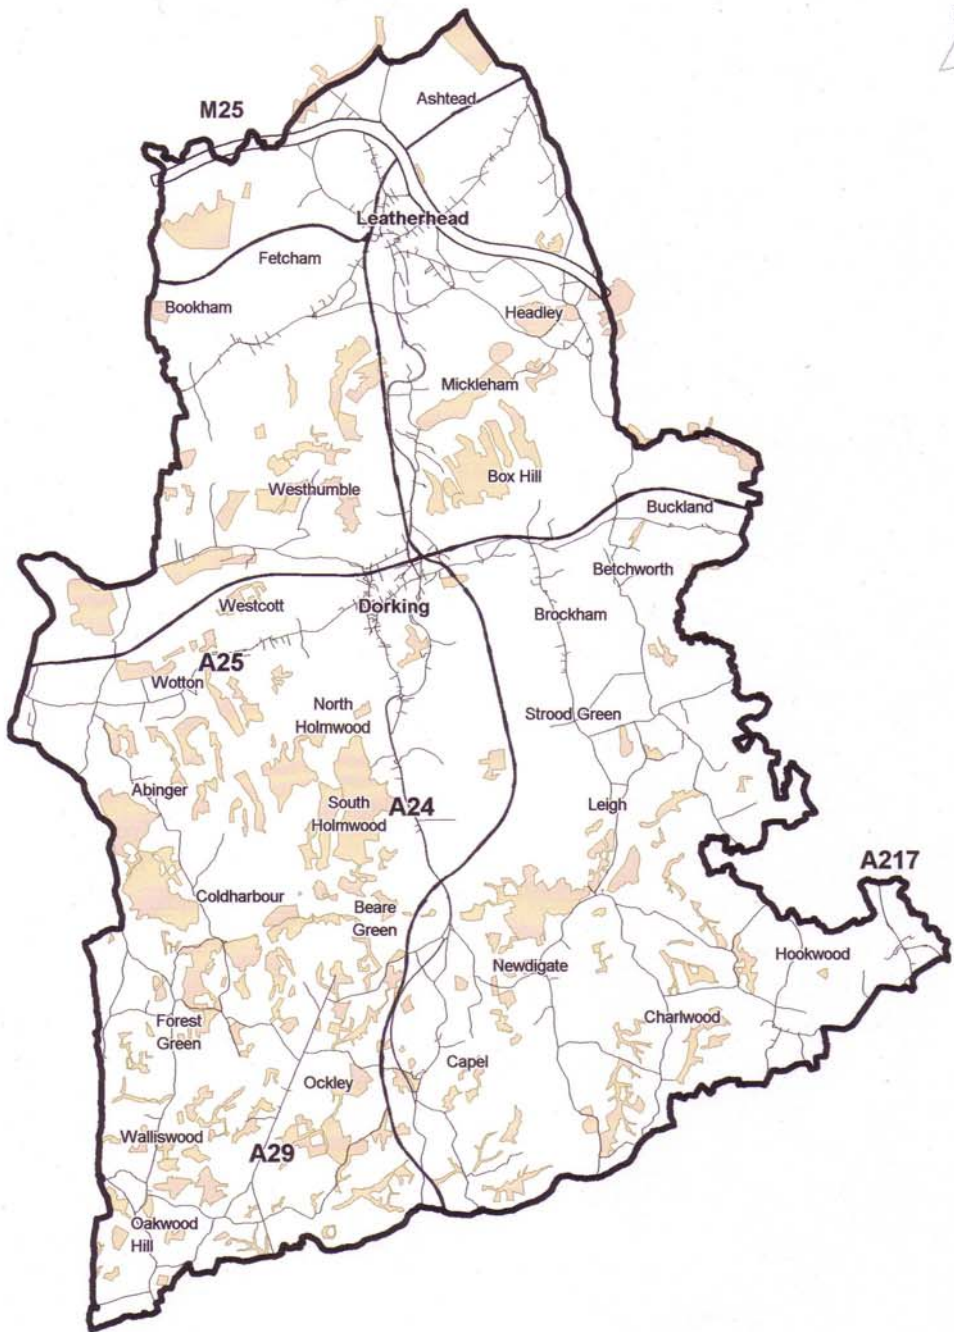 Ashtead
M25
Leatherhead
Fetcham
Bookham
Headley
Mickleham
Box Hill
Westhumble
Buckland
Betchworth
Westcott
Dorking
Brockham
A25
Wotton
North
Holmwood
Strood Green
Abinger
South
Holmwood
A24
Leigh
A217
Coldharbour
Beare
Green
Hookwood
Newdigate
Forest
Green
Charlwood
Capel
Ockley
Walliswood
A29
Oakwood
Hill